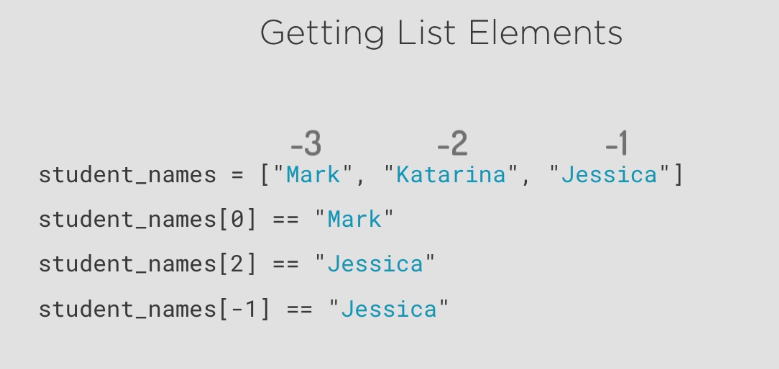 Getting List Elements
-3 -2 -1
student_names = ["Mark", "Katarina", "Jessica"]
student_names[0] == "Mark"
student_names[2] == "Jessica"
student_names[-1] == "Jessica"